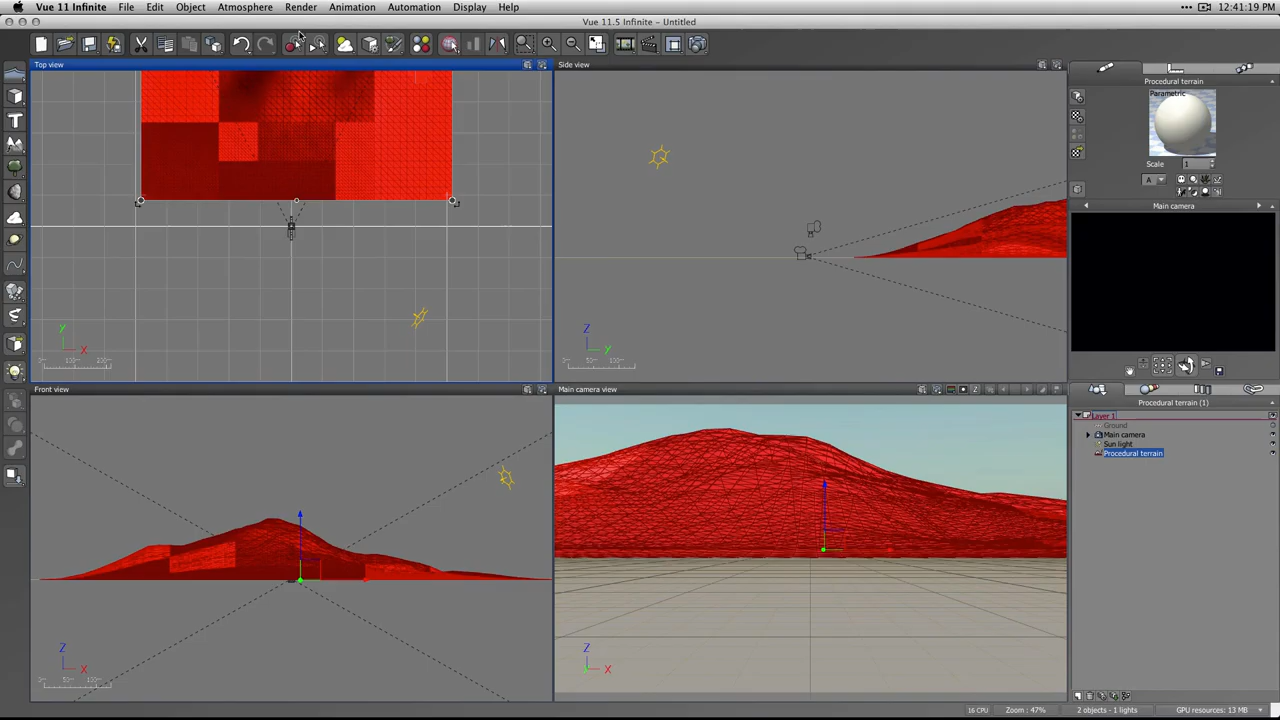 Vue 11 Infinite File Edit Object Atmosphere Render Animation Automation Display Help 12:41:19 PM
Vue 11.5 Infinite - Untitled
Top view
Side view
Procedural terrain
Parametric
Scale 1
A
Main camera
Y
X
Z
Y
Front view
Main camera view
Procedural terrain (1)
Layer 1
Ground
Main camera
Sun light
Procedural terrain
Z
X
Z
X
16 CPU Zoom : 47% 2 objects - 1 lights GPU resources: 13 MB